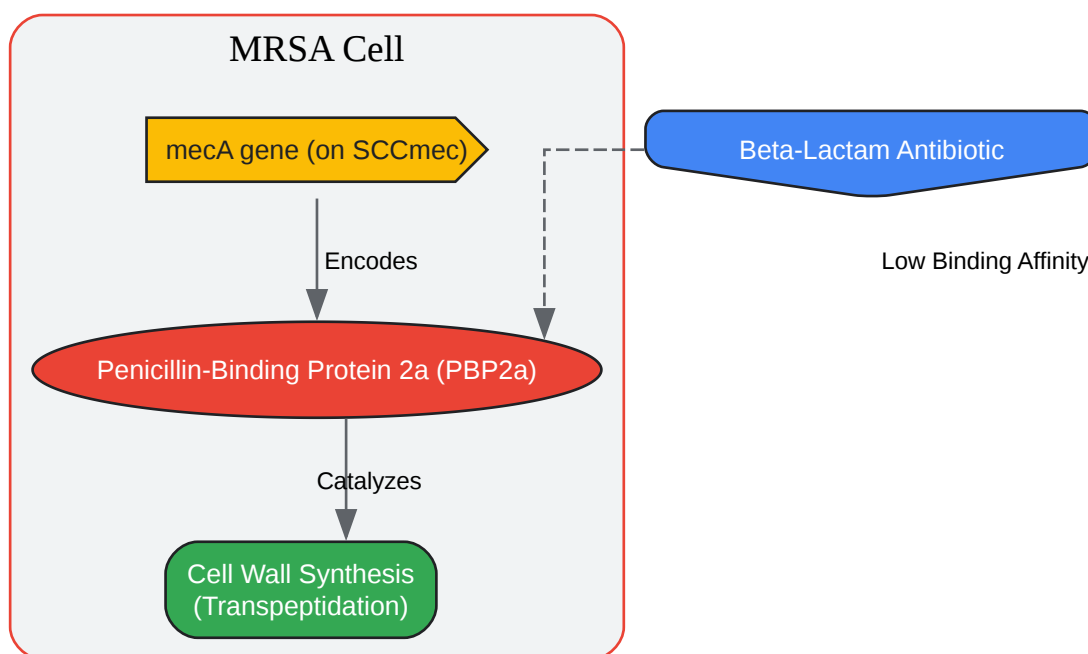 MRSA Cell
mecA gene (on SCCmec)
Beta-Lactam Antibiotic
Encodes
Low Binding Affinity
Penicillin-Binding Protein 2a (PBP2a)
Catalyzes
Cell Wall Synthesis
(Transpeptidation)